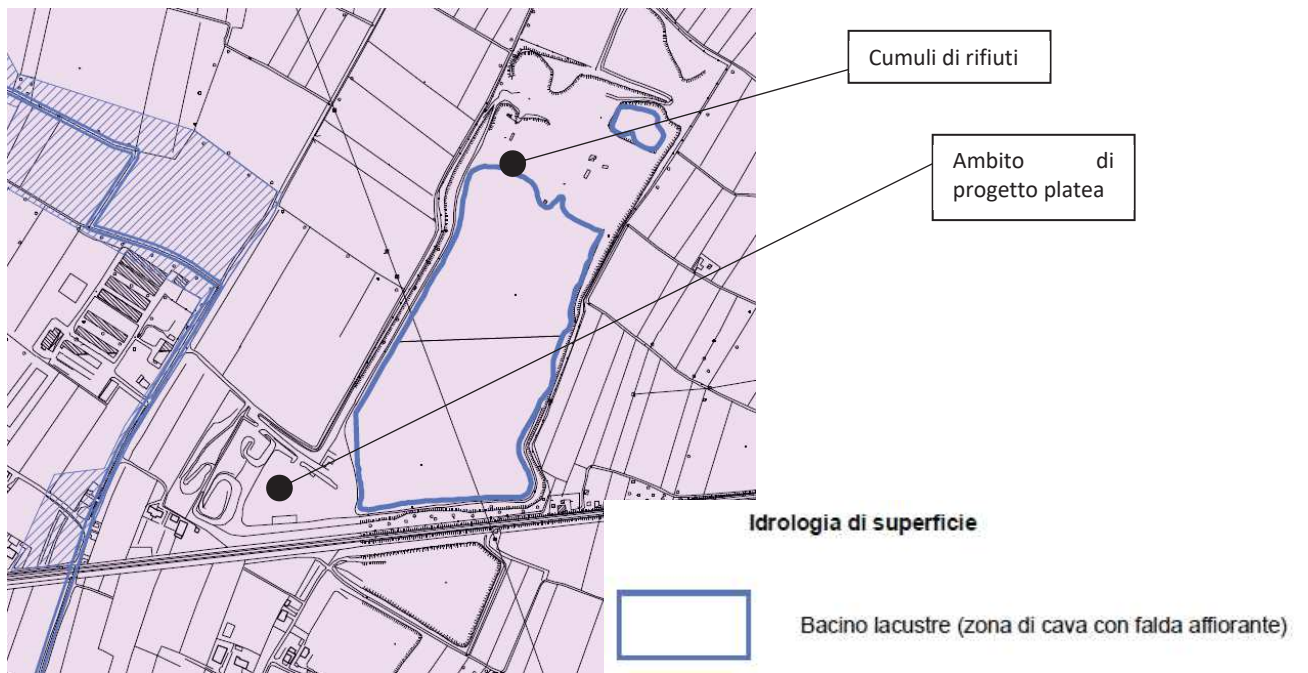 Cumuli di rifiuti
Ambito di
progetto platea
Idrologia di superficie
Bacino lacustre (zona di cava con falda affiorante)